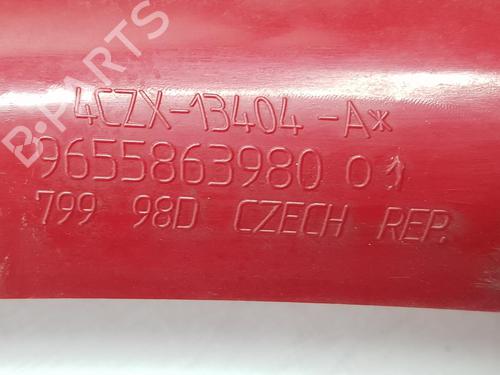 4CZX-13404-A*
9655863980 01
799 98D CZECH REP.
B-PARTS